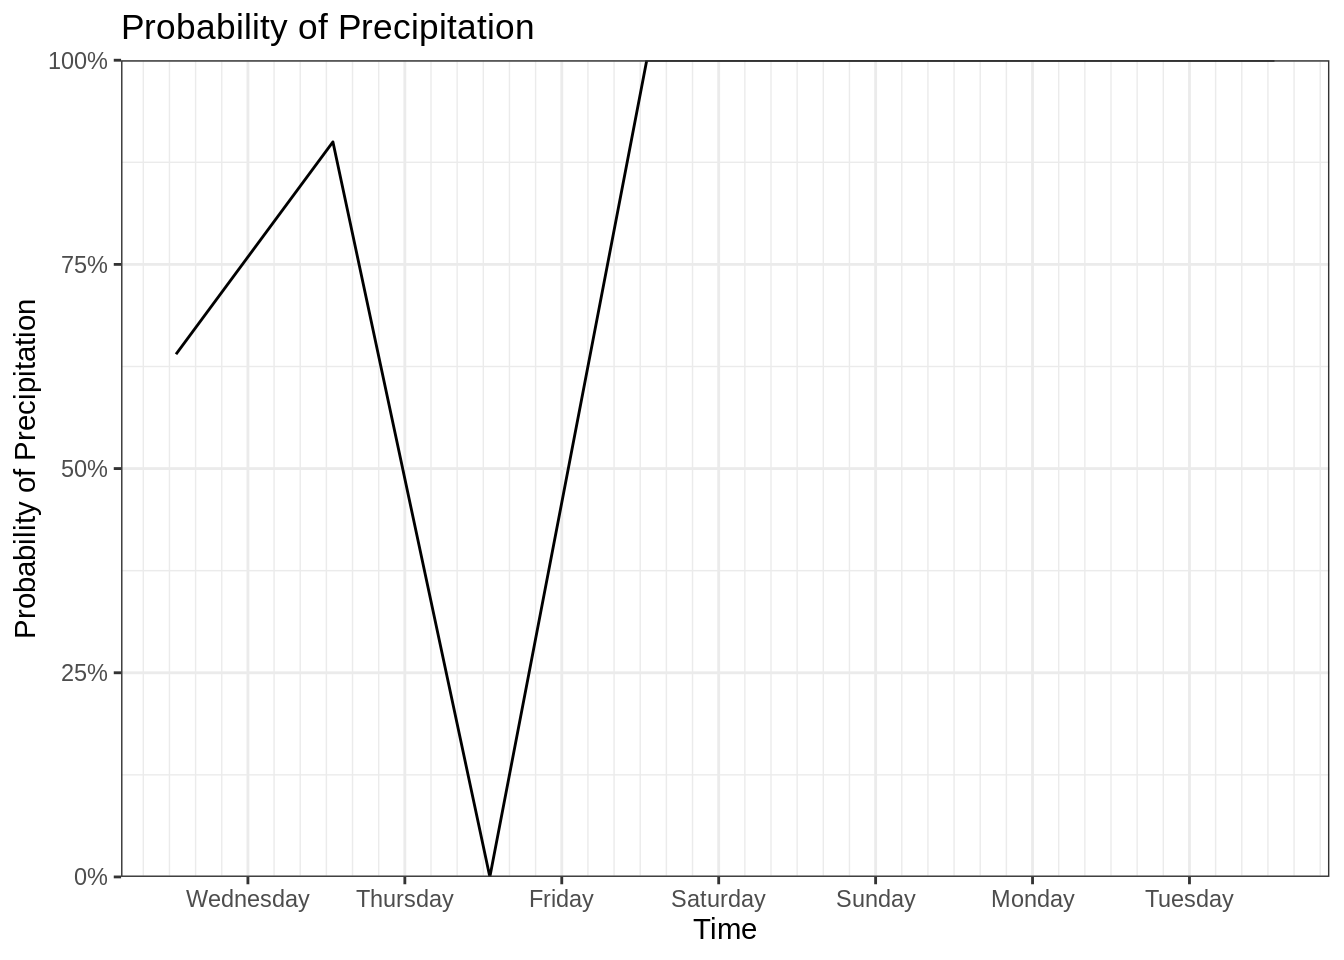 Probability of Precipitation
100%
75%
50%
25%
0%
Probability of Precipitation
Wednesday Thursday Friday Saturday Sunday Monday Tuesday
Time